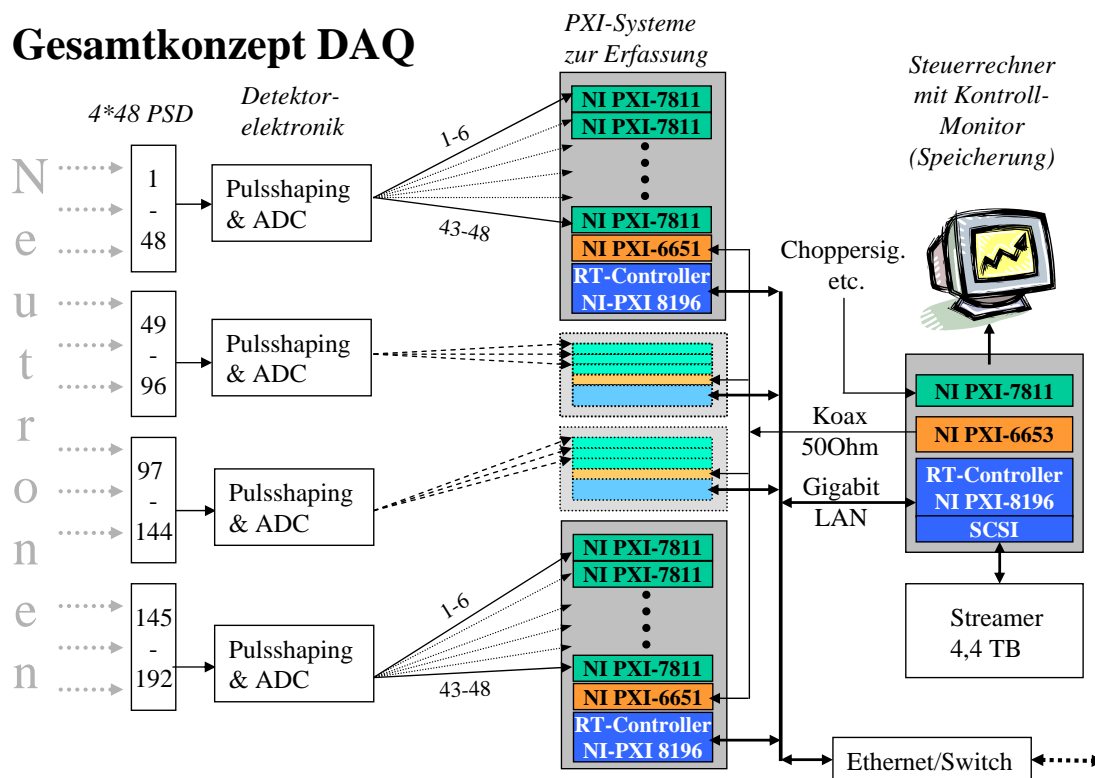 Gesamtkonzept DAQ
PXI-Systeme
zur Erfassung
Steuerrechner
mit Kontroll-
Monitor
(Speicherung)
4*48 PSD
Detektor-
elektronik
Neutronen
1
-
48
Pulsshaping
& ADC
1-6
43-48
NI PXI-7811
NI PXI-7811
NI PXI-7811
NI PXI-6651
RT-Controller
NI-PXI 8196
Choppersig.
etc.
49
-
96
Pulsshaping
& ADC
97
-
144
Pulsshaping
& ADC
Koax
50Ohm
Gigabit
LAN
NI PXI-7811
NI PXI-6653
RT-Controller
NI PXI-8196
SCSI
Streamer
4,4 TB
145
-
192
Pulsshaping
& ADC
1-6
43-48
NI PXI-7811
NI PXI-7811
NI PXI-7811
NI PXI-6651
RT-Controller
NI-PXI 8196
Ethernet/Switch